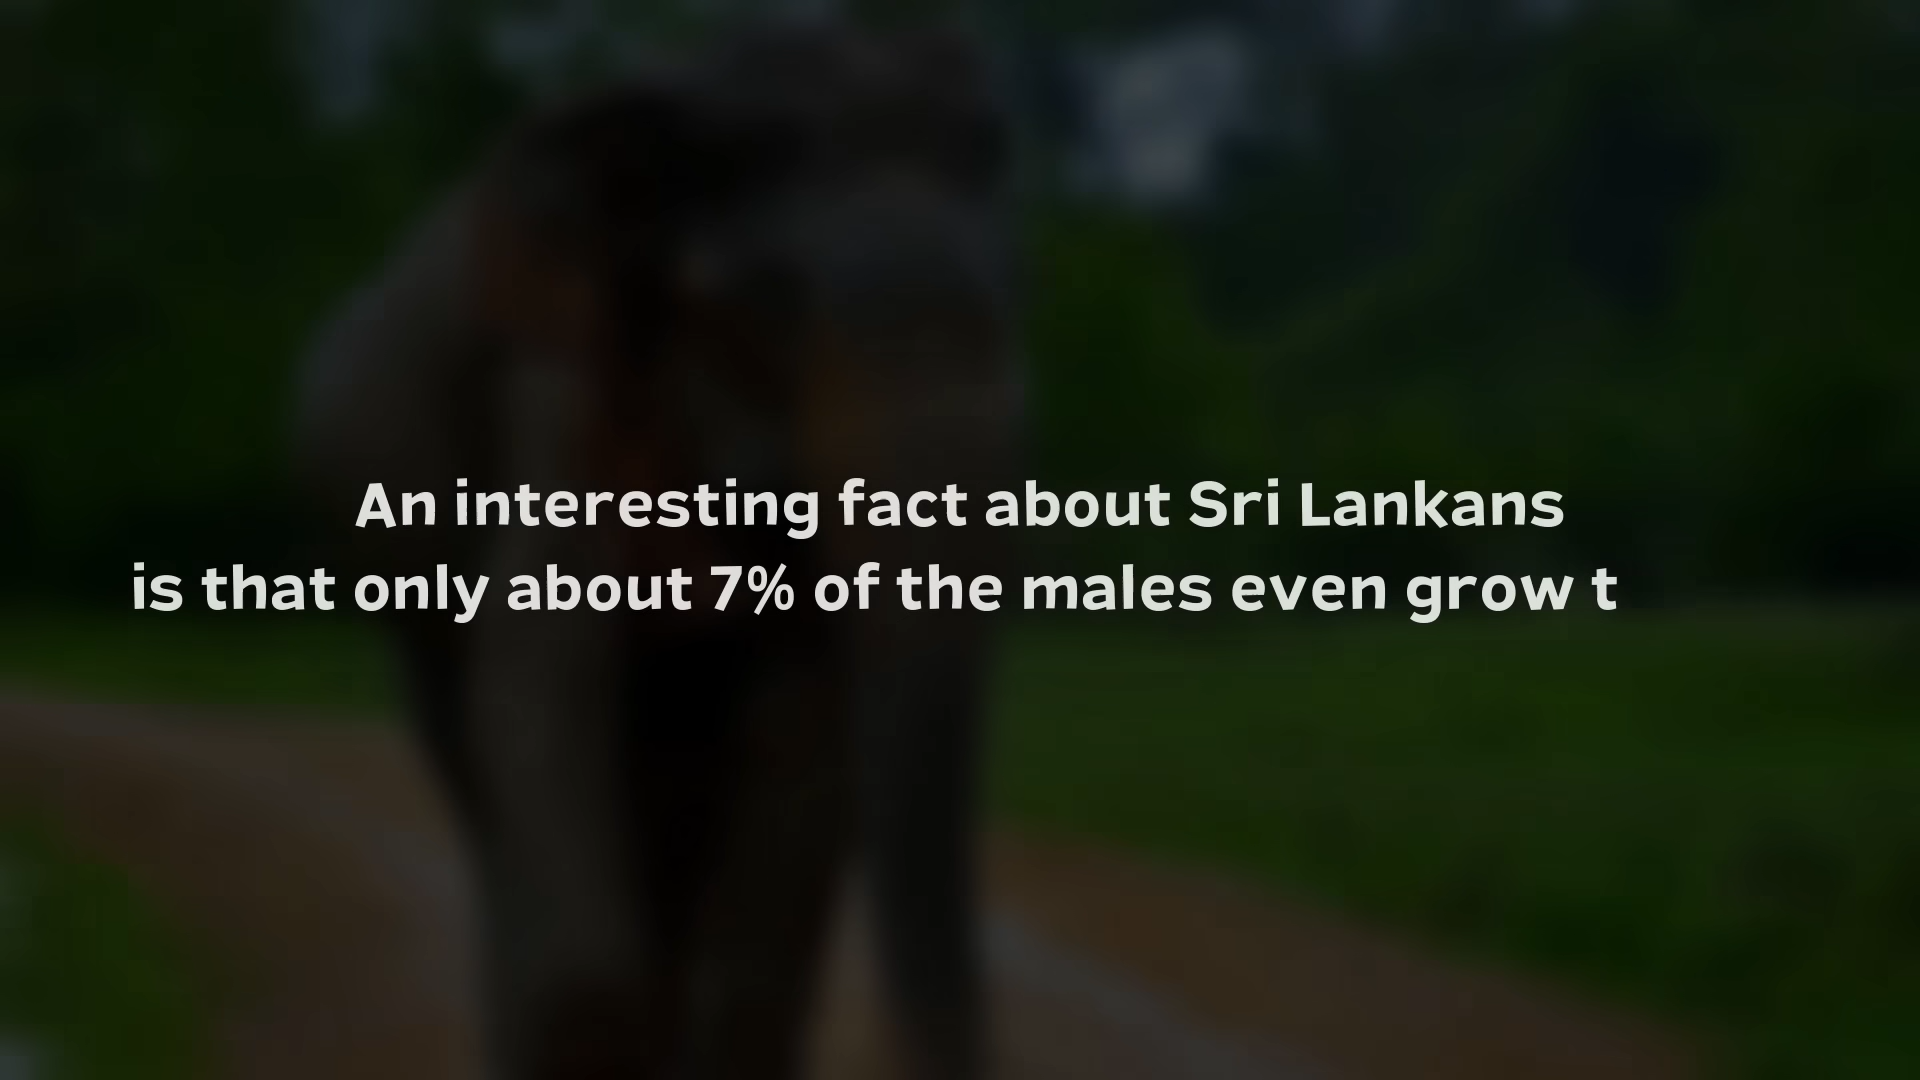 An interesting fact about Sri Lankans
is that only about 7% of the males even grow t